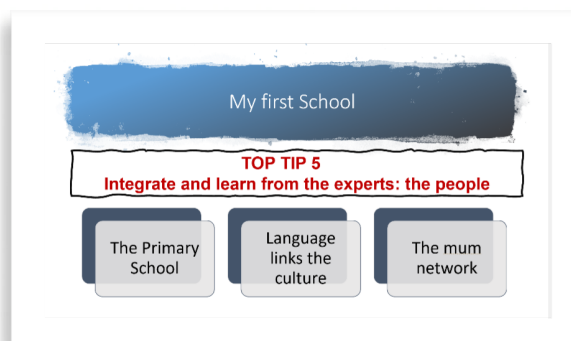 My first School
TOP TIP 5
Integrate and learn from the experts: the people
The Primary
School
Language
links the
culture
The mum
network